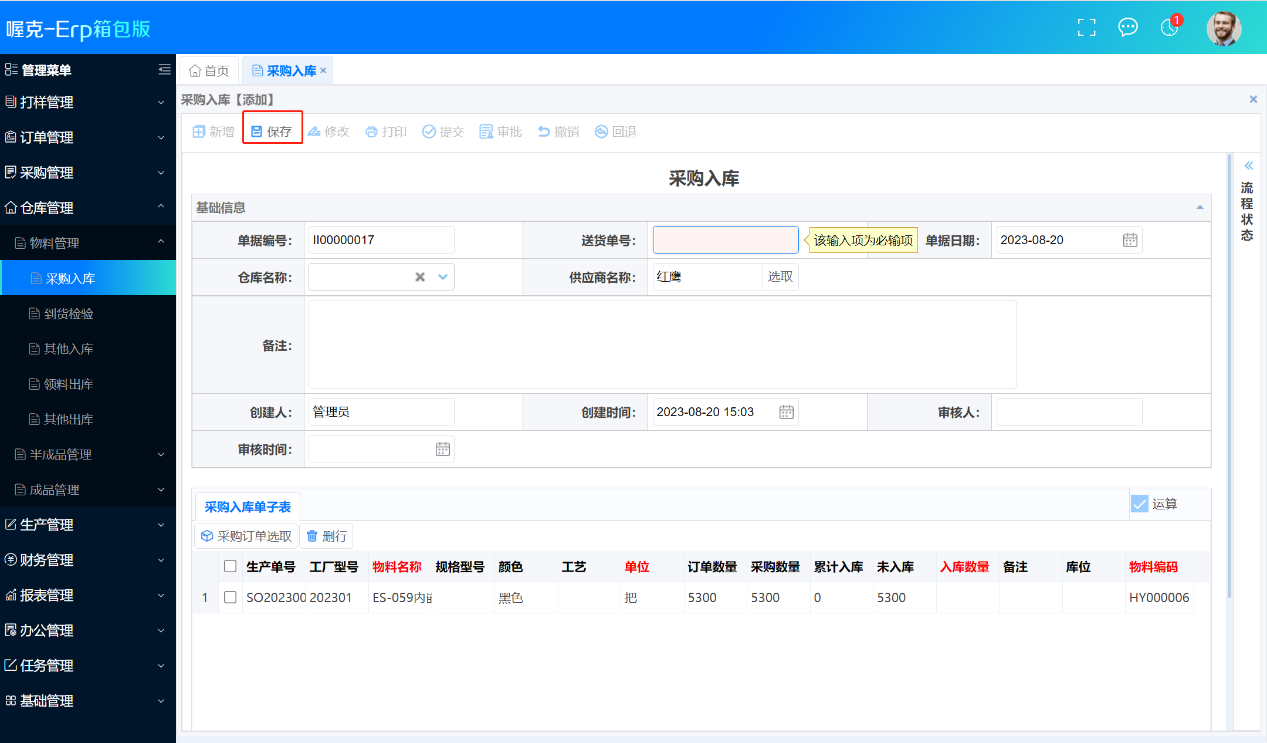 喔克-Erp箱包版
1
管理菜单
打样管理
订单管理
采购管理
仓库管理
物料管理
采购入库
到货检验
其他入库
领料出库
其他出库
半成品管理
成品管理
生产管理
财务管理
报表管理
办公管理
任务管理
基础管理
首页 采购入库 ×
采购入库【添加】 ×
新增 保存 修改 打印 提交 审批 撤销 回退
采购入库
基础信息
单据编号: II00000017 送货单号: 该输入项为必输项 单据日期: 2023-08-20
仓库名称: 供应商名称: 红鹰 选取
备注:
创建人: 管理员 创建时间: 2023-08-20 15:03 审核人:
审核时间:
采购入库单子表 运算
采购订单选取 删行
生产单号 工厂型号 物料名称 规格型号 颜色 工艺 单位 订单数量 采购数量 累计入库 未入库 入库数量 备注 库位 物料编码
1 SO202300 202301 ES-059内 黑色 把 5300 5300 0 5300 HY000006
流程状态